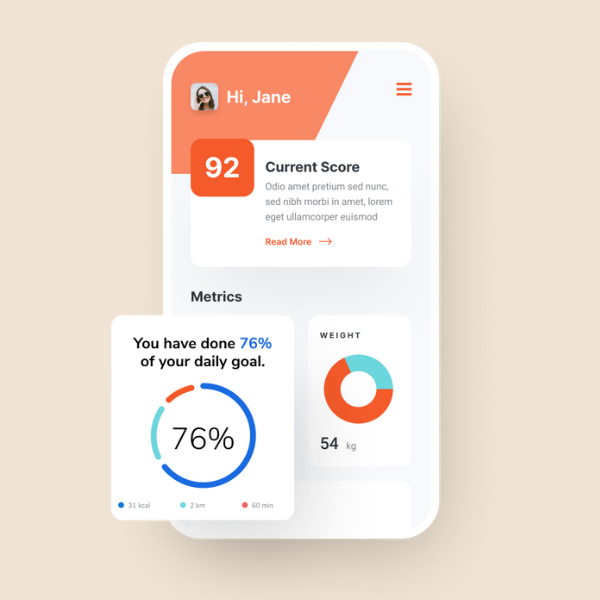 Hi, Jane
92
Current Score
Odio amet pretium sed nunc,
sed nibh morbi in amet, lorem
eget ullamcorper euismod
Read More
Metrics
You have done 76%
of your daily goal.
76%
31 kcal
2 km
60 min
WEIGHT
54 kg